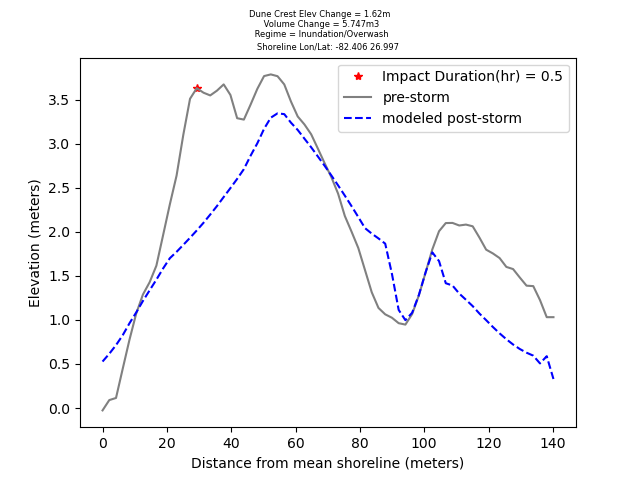 Dune Crest Elev Change = 1.62m
Volume Change = 5.747m3
Regime = Inundation/Overwash
Shoreline Lon/Lat: -82.406 26.997
Impact Duration(hr) = 0.5
pre-storm
modeled post-storm
Elevation (meters)
3.5
3.0
2.5
2.0
1.5
1.0
0.5
0.0
0 20 40 60 80 100 120 140
Distance from mean shoreline (meters)